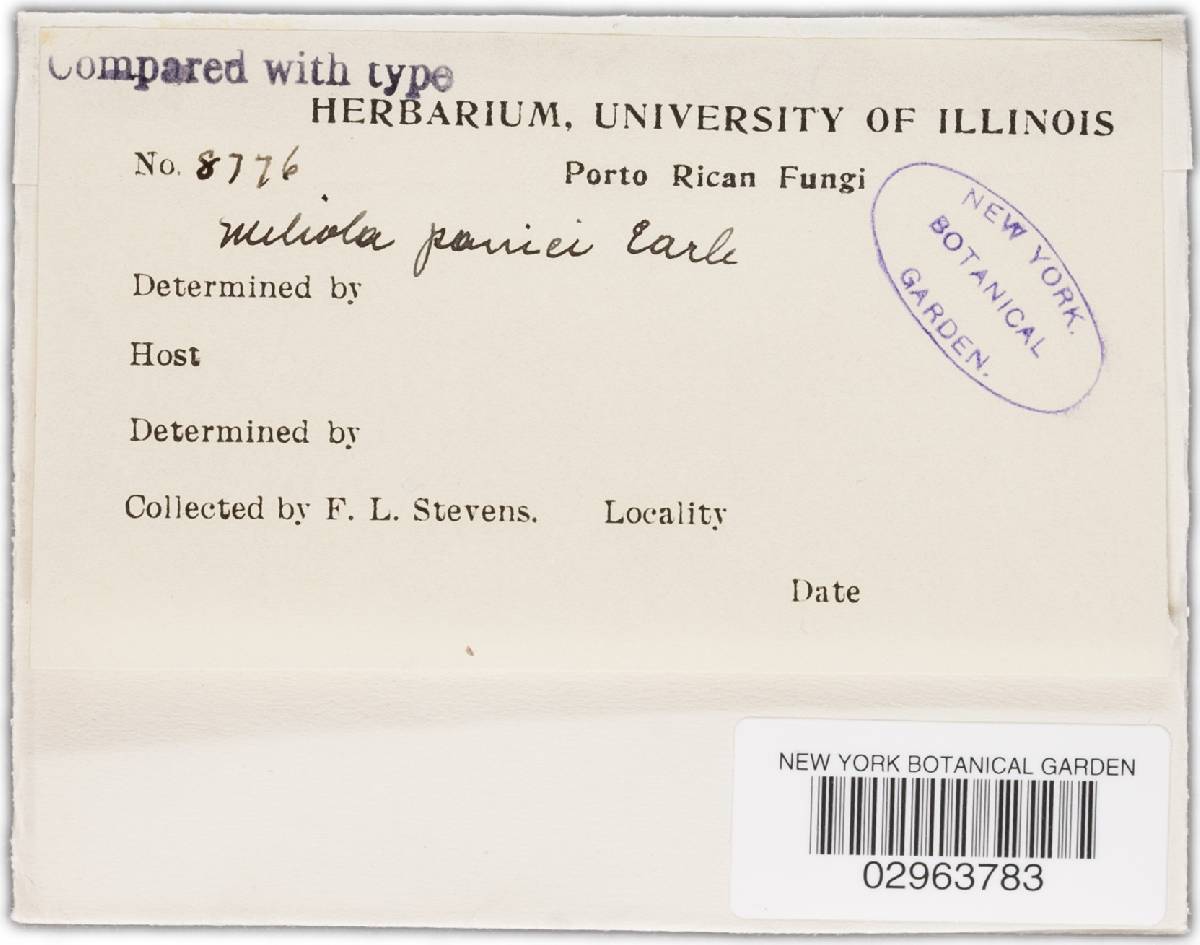 Compared with type
HERBARIUM, UNIVERSITY OF ILLINOIS
No. 8776
Porto Rican Fungi
Meliola panici Earle
Determined by
Host
Determined by
Collected by F. L. Stevens. Locality
Date
NEW YORK
BOTANICAL
GARDEN.
NEW YORK BOTANICAL GARDEN
02963783